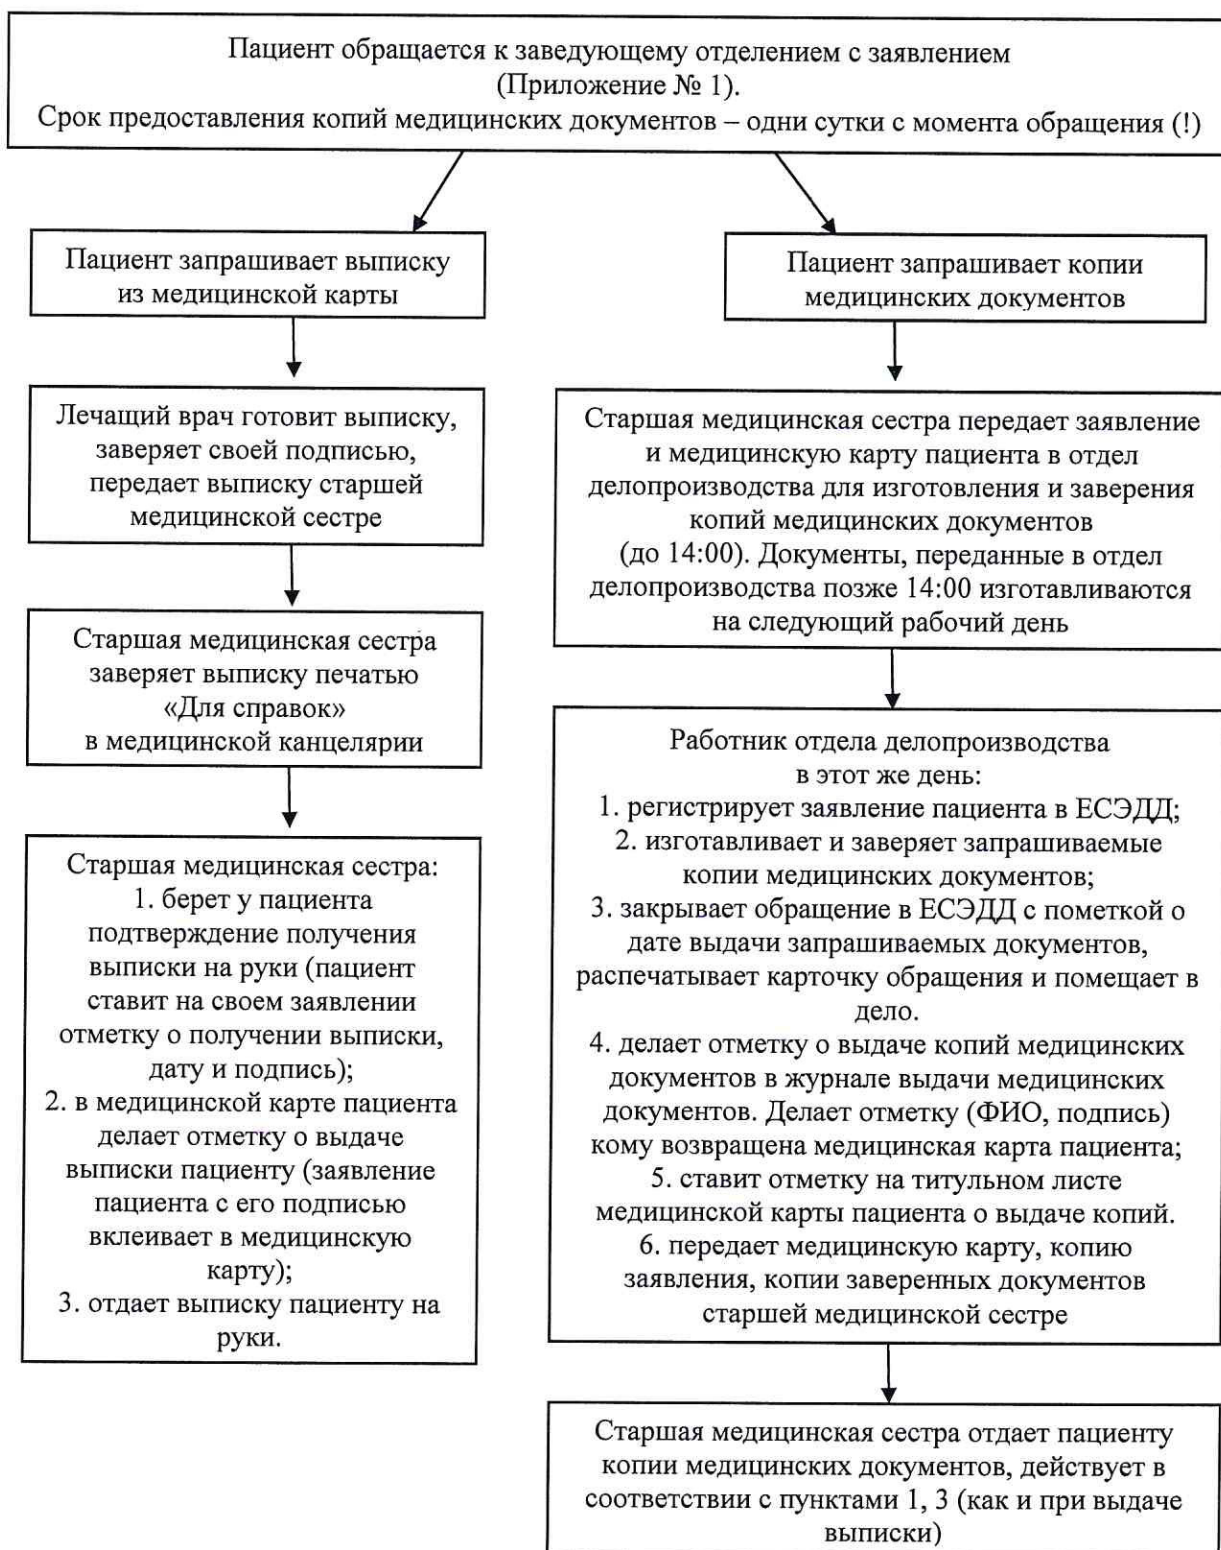 Пациент обращается к заведующему отделением с заявлением
(Приложение № 1).
Срок предоставления копий медицинских документов – одни сутки с момента обращения (!)
Пациент запрашивает выписку
из медицинской карты
Лечащий врач готовит выписку,
заверяет своей подписью,
передает выписку старшей
медицинской сестре
Старшая медицинская сестра
заверяет выписку печатью
«Для справок»
в медицинской канцелярии
Старшая медицинская сестра:
1. берет у пациента
подтверждение получения
выписки на руки (пациент
ставит на своем заявлении
отметку о получении выписки,
дату и подпись);
2. в медицинской карте пациента
делает отметку о выдаче
выписки пациенту (заявление
пациента с его подписью
вклеивает в медицинскую
карту);
3. отдает выписку пациенту на
руки.
Пациент запрашивает копии
медицинских документов
Старшая медицинская сестра передает заявление
и медицинскую карту пациента в отдел
делопроизводства для изготовления и заверения
копий медицинских документов
(до 14:00). Документы, переданные в отдел
делопроизводства позже 14:00 изготавливаются
на следующий рабочий день
Работник отдела делопроизводства
в этот же день:
1. регистрирует заявление пациента в ЕСЭДД;
2. изготавливает и заверяет запрашиваемые
копии медицинских документов;
3. закрывает обращение в ЕСЭДД с пометкой о
дате выдачи запрашиваемых документов,
распечатывает карточку обращения и помещает в
дело.
4. делает отметку о выдаче копий медицинских
документов в журнале выдачи медицинских
документов. Делает отметку (ФИО, подпись)
кому возвращена медицинская карта пациента;
5. ставит отметку на титульном листе
медицинской карты пациента о выдаче копий.
6. передает медицинскую карту, копию
заявления, копии заверенных документов
старшей медицинской сестре
Старшая медицинская сестра отдает пациенту
копии медицинских документов, действует в
соответствии с пунктами 1, 3 (как и при выдаче
выписки)